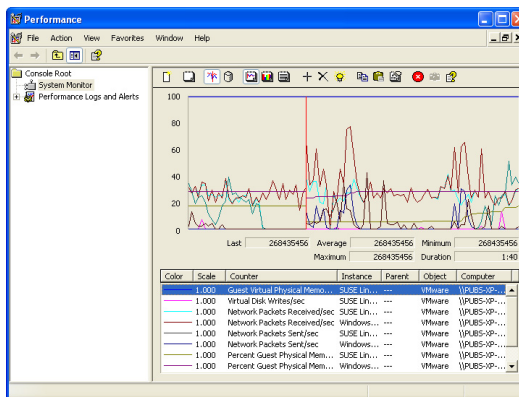 Performance
File Action View Favorites Window Help
Console Root
System Monitor
Performance Logs and Alerts
100
80
60
40
20
0
Last 268435456 Average 268435456 Minimum 268435456
Maximum 268435456 Duration 1:40
Color Scale Counter Instance Parent Object Computer
1.000 Guest Virtual Physical Memo... SUSE Lin... --- VMware \\PUBS-XP-...
1.000 Virtual Disk Writes/sec SUSE Lin... --- VMware \\PUBS-XP-...
1.000 Network Packets Received/sec SUSE Lin... --- VMware \\PUBS-XP-...
1.000 Network Packets Received/sec Windows... --- VMware \\PUBS-XP-...
1.000 Network Packets Sent/sec SUSE Lin... --- VMware \\PUBS-XP-...
1.000 Network Packets Sent/sec Windows... --- VMware \\PUBS-XP-...
1.000 Percent Guest Physical Mem... SUSE Lin... --- VMware \\PUBS-XP-...
1.000 Percent Guest Physical Mem... Windows... --- VMware \\PUBS-XP-...